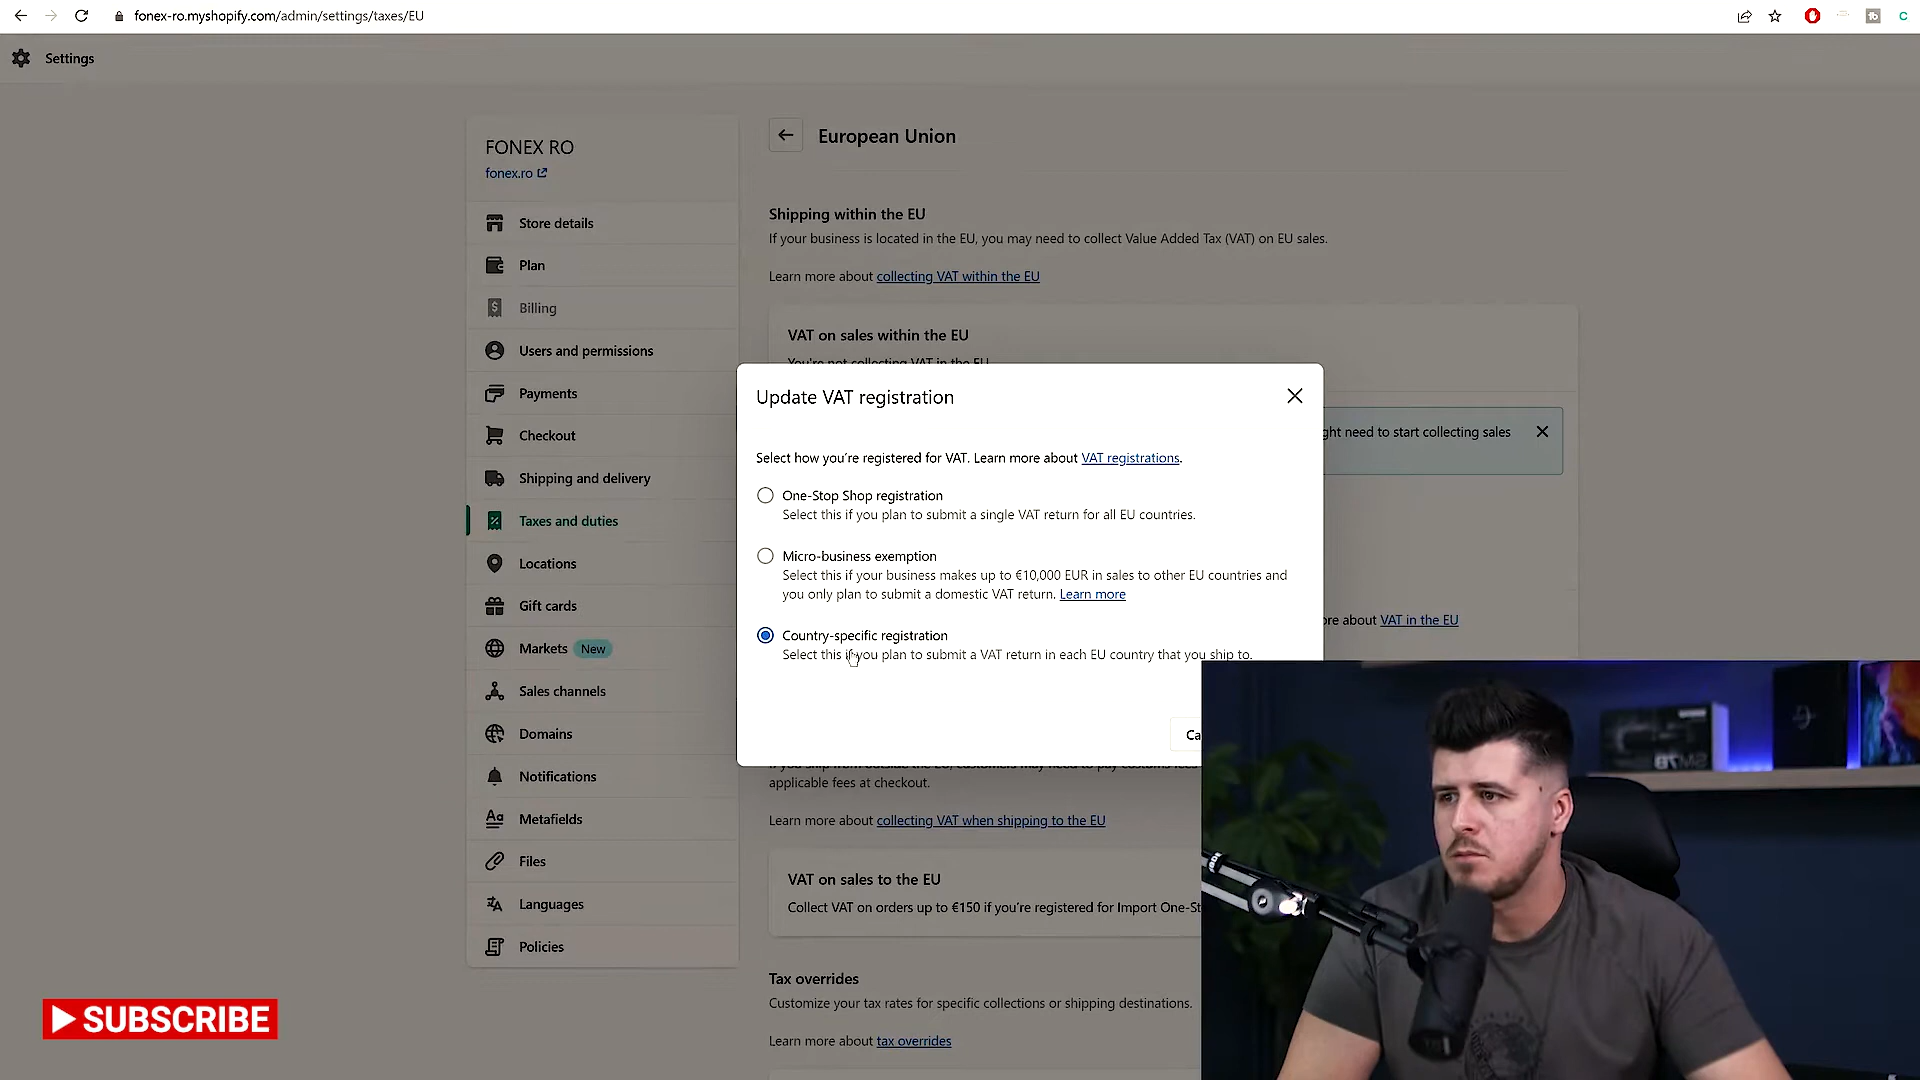 fonex-ro.myshopify.com/admin/settings/taxes/EU
Settings
FONEX RO
fonex.ro
Store details
Plan
Billing
Users and permissions
Payments
Checkout
Shipping and delivery
Taxes and duties
Locations
Gift cards
Markets New
Sales channels
Domains
Notifications
Metafields
Files
Languages
Policies
European Union
Shipping within the EU
If your business is located in the EU, you may need to collect Value Added Tax (VAT) on EU sales.
Learn more about collecting VAT within the EU
VAT on sales within the EU
You're not collecting VAT in the EU
ght need to start collecting sales
re about VAT in the EU
Update VAT registration
Select how you're registered for VAT. Learn more about VAT registrations.
One-Stop Shop registration
Select this if you plan to submit a single VAT return for all EU countries.
Micro-business exemption
Select this if your business makes up to €10,000 EUR in sales to other EU countries and
you only plan to submit a domestic VAT return. Learn more
Country-specific registration
Select this if you plan to submit a VAT return in each EU country that you ship to.
Ca
applicable fees at checkout.
Learn more about collecting VAT when shipping to the EU
VAT on sales to the EU
Collect VAT on orders up to €150 if you're registered for Import One-St
Tax overrides
Customize your tax rates for specific collections or shipping destinations.
Learn more about tax overrides
SUBSCRIBE